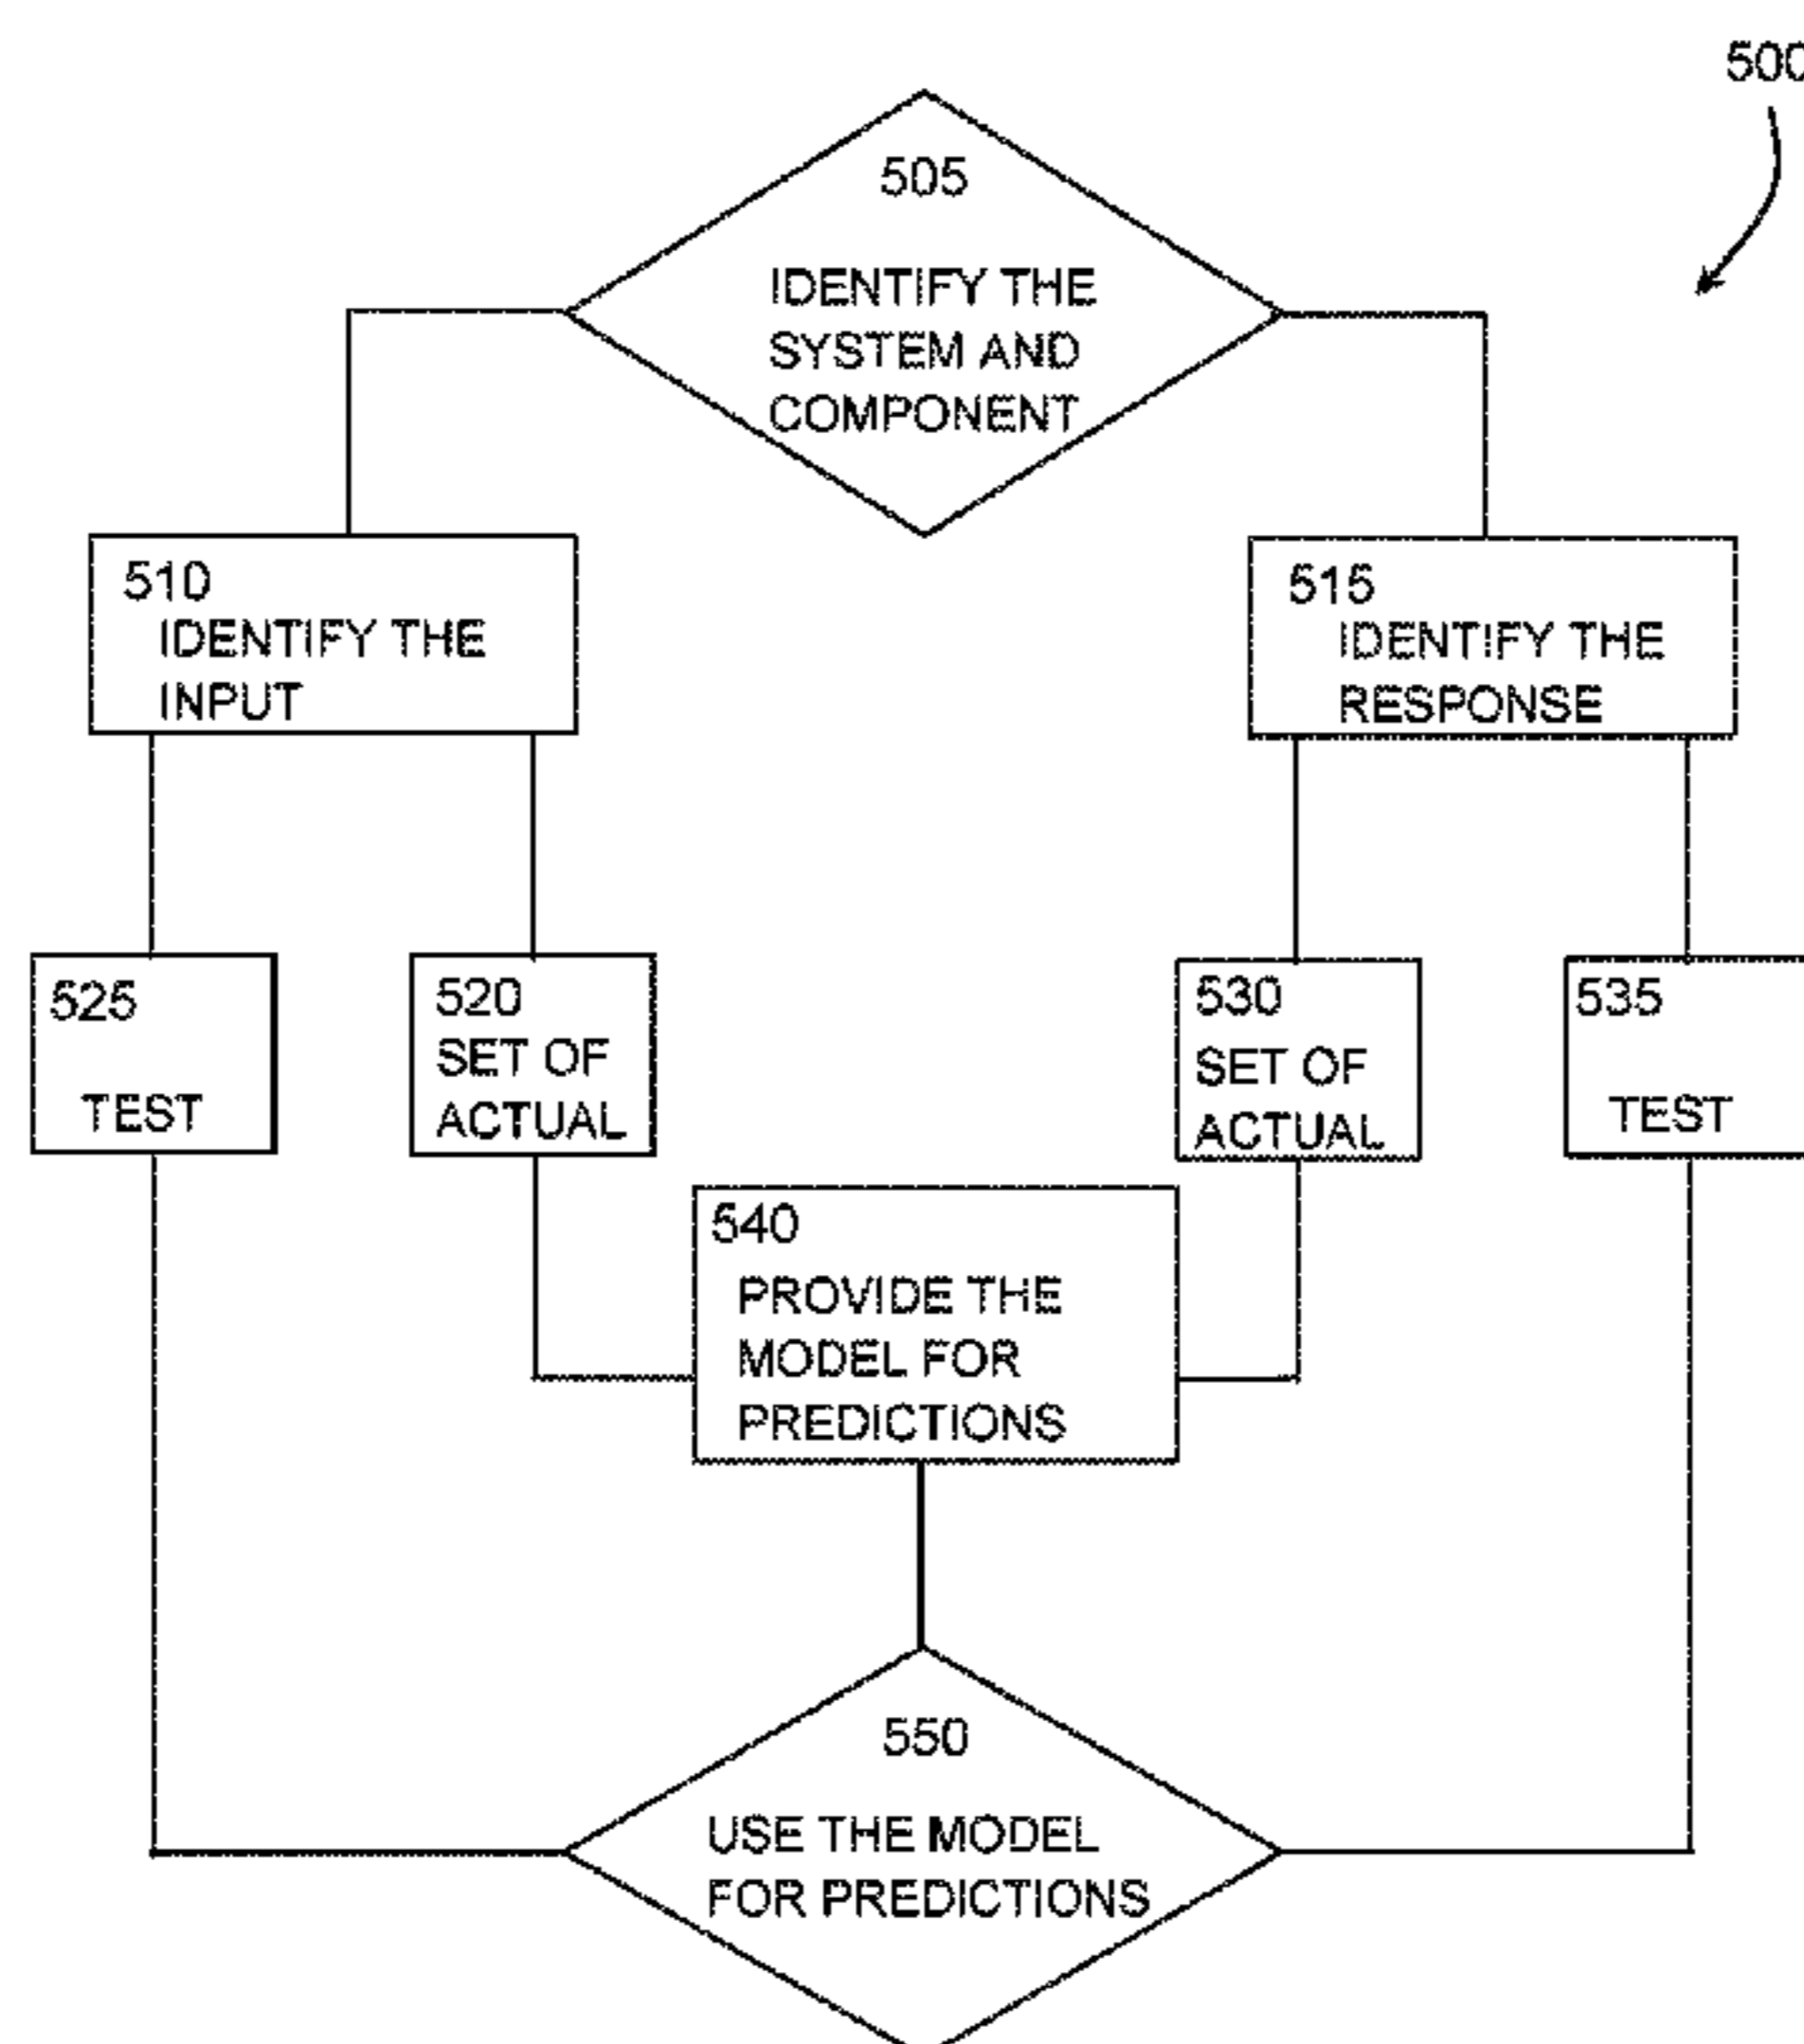 500
505
IDENTIFY THE
SYSTEM AND
COMPONENT
510
IDENTIFY THE
INPUT
515
IDENTIFY THE
RESPONSE
525
TEST
520
SET OF
ACTUAL
530
SET OF
ACTUAL
535
TEST
540
PROVIDE THE
MODEL FOR
PREDICTIONS
550
USE THE MODEL
FOR PREDICTIONS